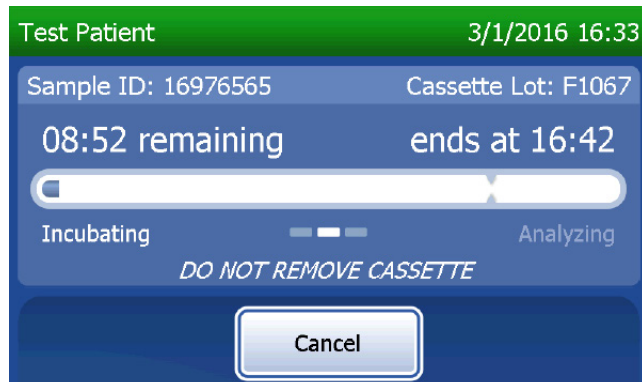 Test Patient 3/1/2016 16:33
Sample ID: 16976565 Cassette Lot: F1067
08:52 remaining ends at 16:42
Incubating Analyzing
DO NOT REMOVE CASSETTE
Cancel